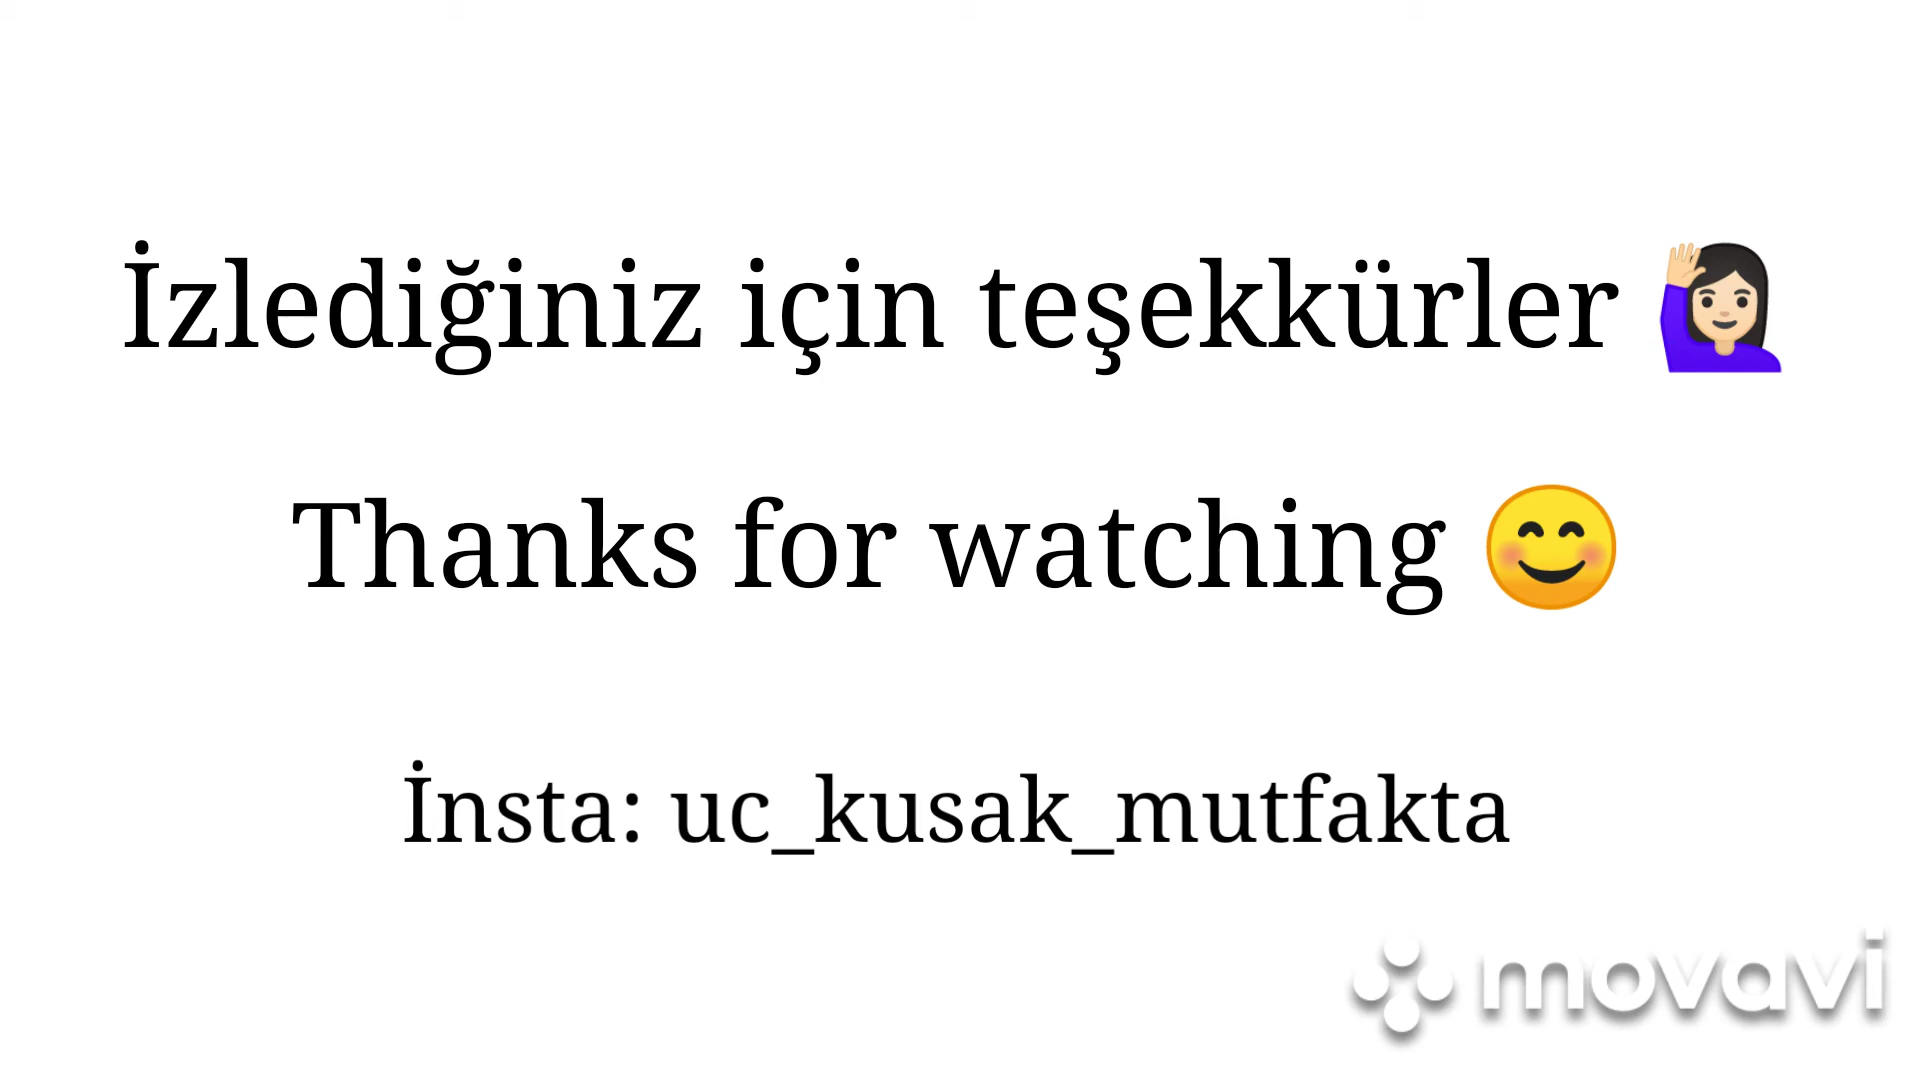 İzlediğiniz için teşekkürler 🙋🏻‍♀️
Thanks for watching 😊
İnsta: uc_kusak_mutfakta
movavi